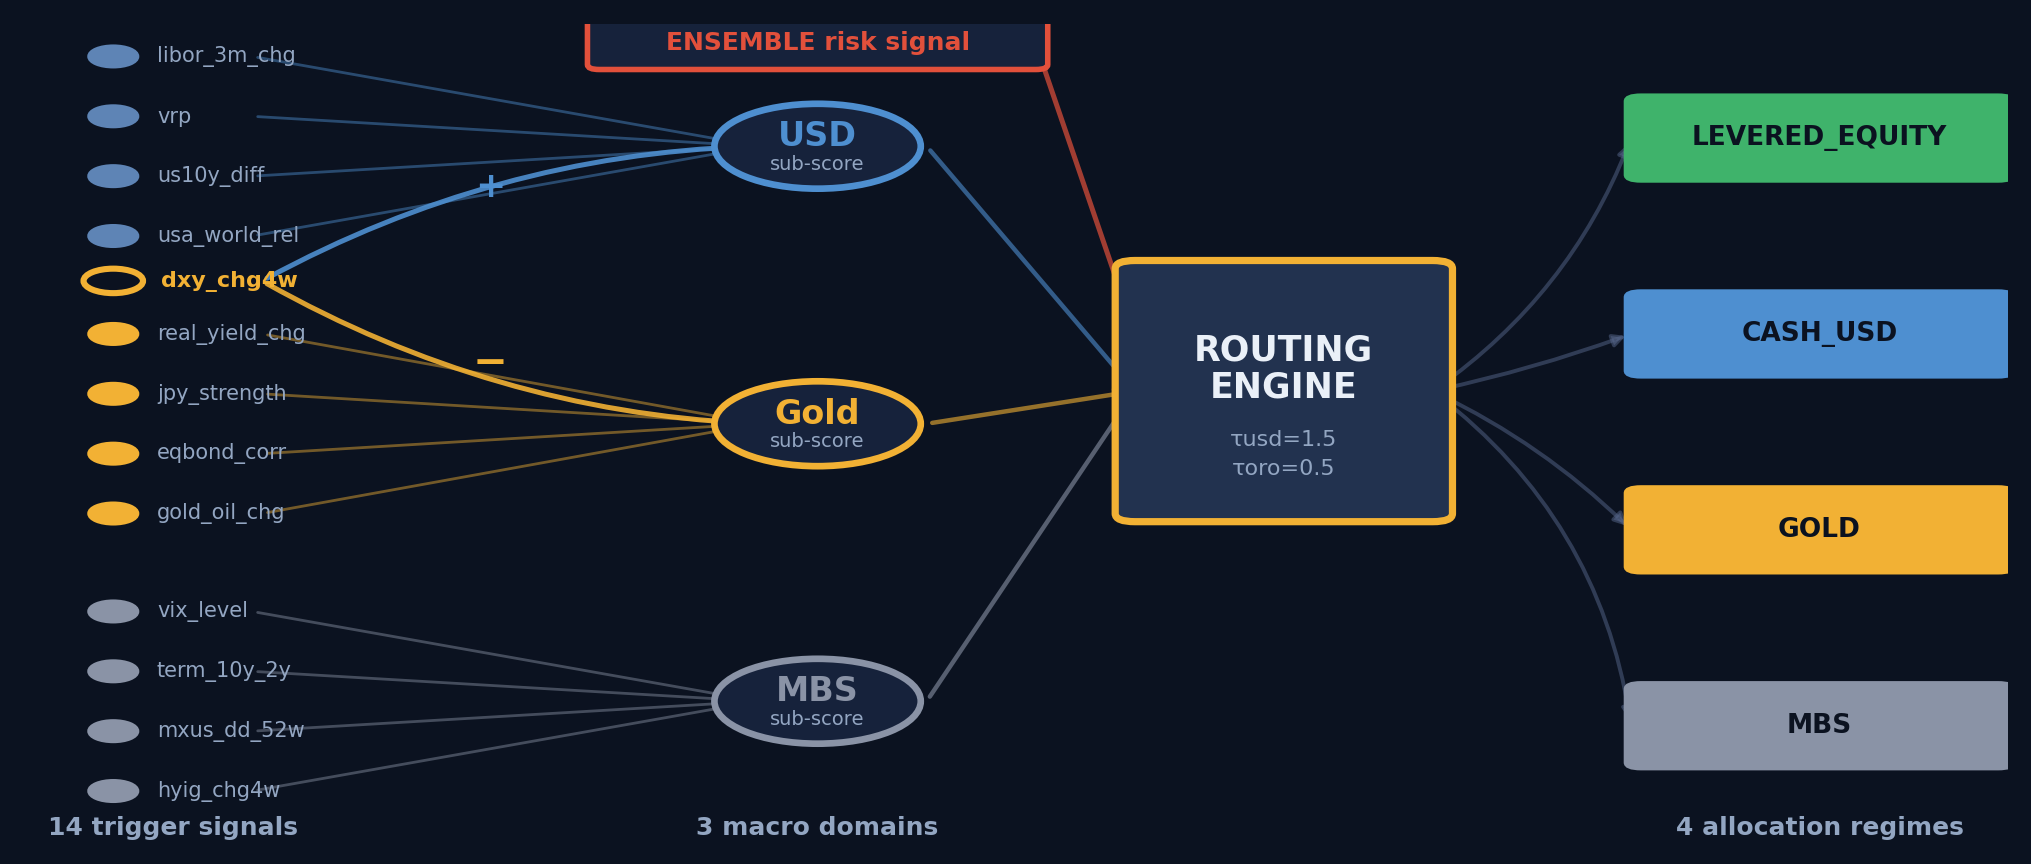 libor_3m_chg
vrp
us10y_diff
usa_world_rel
dxy_chg4w
real_yield_chg
jpy_strength
eqbond_corr
gold_oil_chg
vix_level
term_10y_2y
mxus_dd_52w
hyig_chg4w
14 trigger signals
ENSEMBLE risk signal
USD
sub-score
+
−
Gold
sub-score
MBS
sub-score
3 macro domains
ROUTING
ENGINE
τusd=1.5
τoro=0.5
LEVERED_EQUITY
CASH_USD
GOLD
MBS
4 allocation regimes